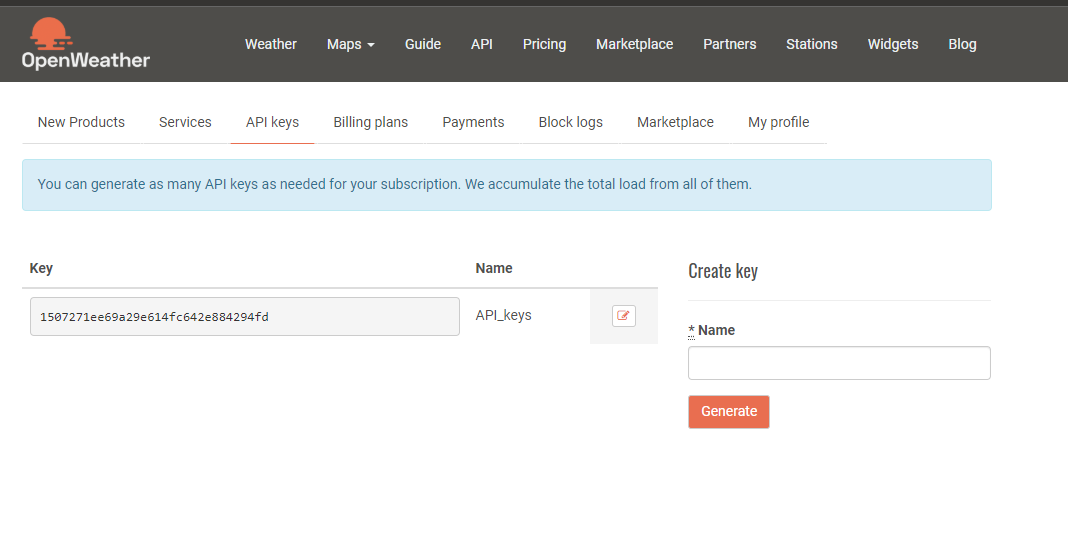 OpenWeather
Weather Maps Guide API Pricing Marketplace Partners Stations Widgets Blog
New Products Services API keys Billing plans Payments Block logs Marketplace My profile
You can generate as many API keys as needed for your subscription. We accumulate the total load from all of them.
Key Name
1507271ee69a29e614fc642e884294fd API_keys
Create key
* Name
Generate